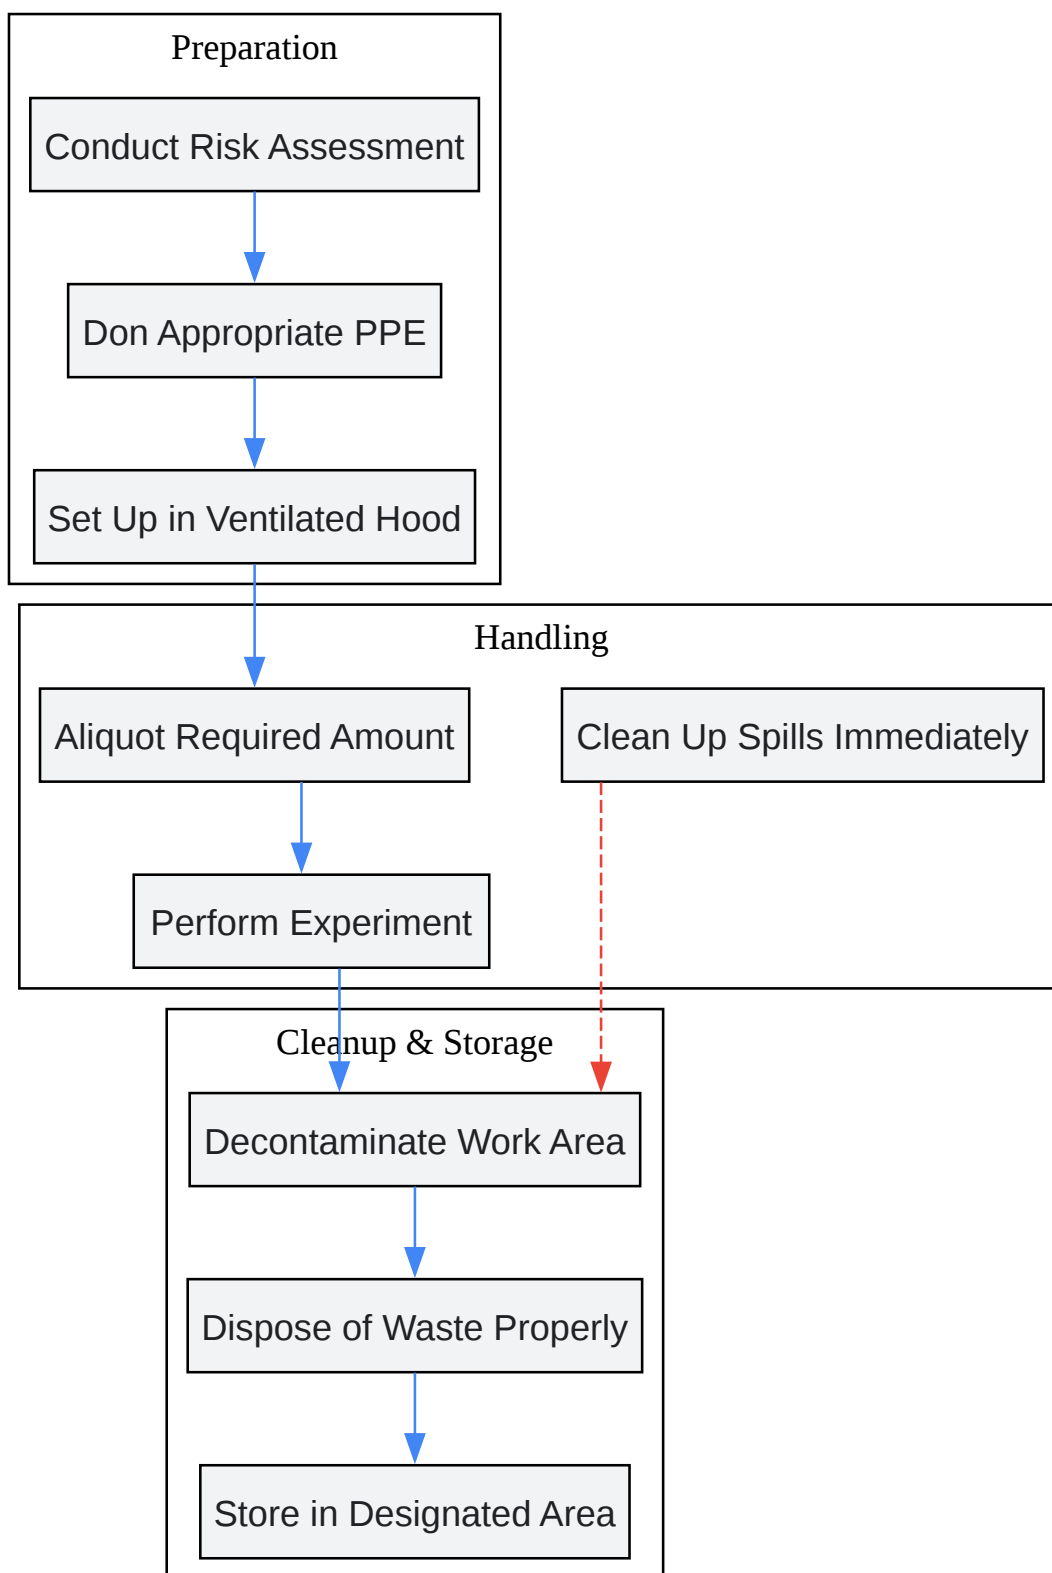 Preparation
Conduct Risk Assessment
Don Appropriate PPE
Set Up in Ventilated Hood
Handling
Aliquot Required Amount
Clean Up Spills Immediately
Perform Experiment
Cleanup & Storage
Decontaminate Work Area
Dispose of Waste Properly
Store in Designated Area